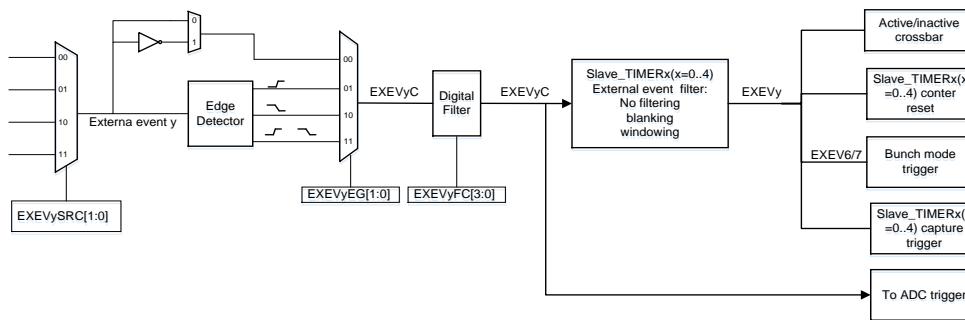 00
01
10
11
EXEVySRC[1:0]
Externa event y
0
1
Edge
Detector
00
01
10
11
EXEVyEG[1:0]
EXEVyC
Digital
Filter
EXEVyFC[3:0]
EXEVyC
Slave_TIMERx(x=0..4)
External event filter:
No filtering
blanking
windowing
EXEVy
EXEV6/7
Active/inactive
crossbar
Slave_TIMERx(x
=0..4) conter
reset
Bunch mode
trigger
Slave_TIMERx(
=0..4) capture
trigger
To ADC trigger